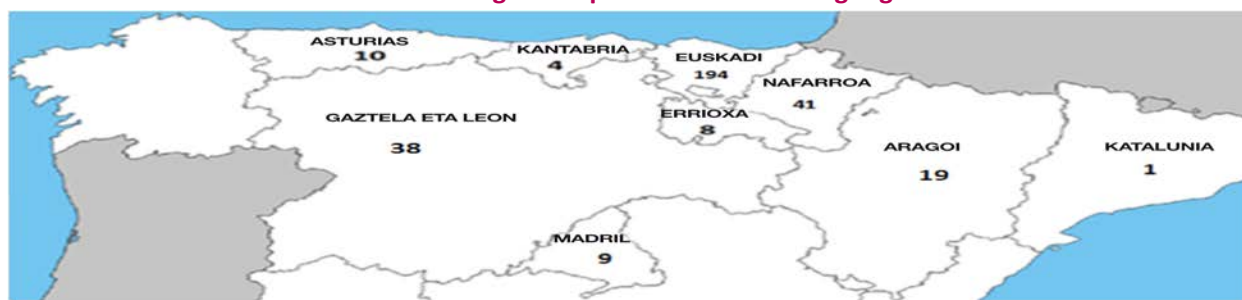 ASTURIAS
10
KANTABRIA
4
EUSKADI
194
NAFARROA
41
GAZTELA ETA LEON
38
ERRIOXA
8
ARAGOI
19
KATALUNIA
1
MADRIL
9